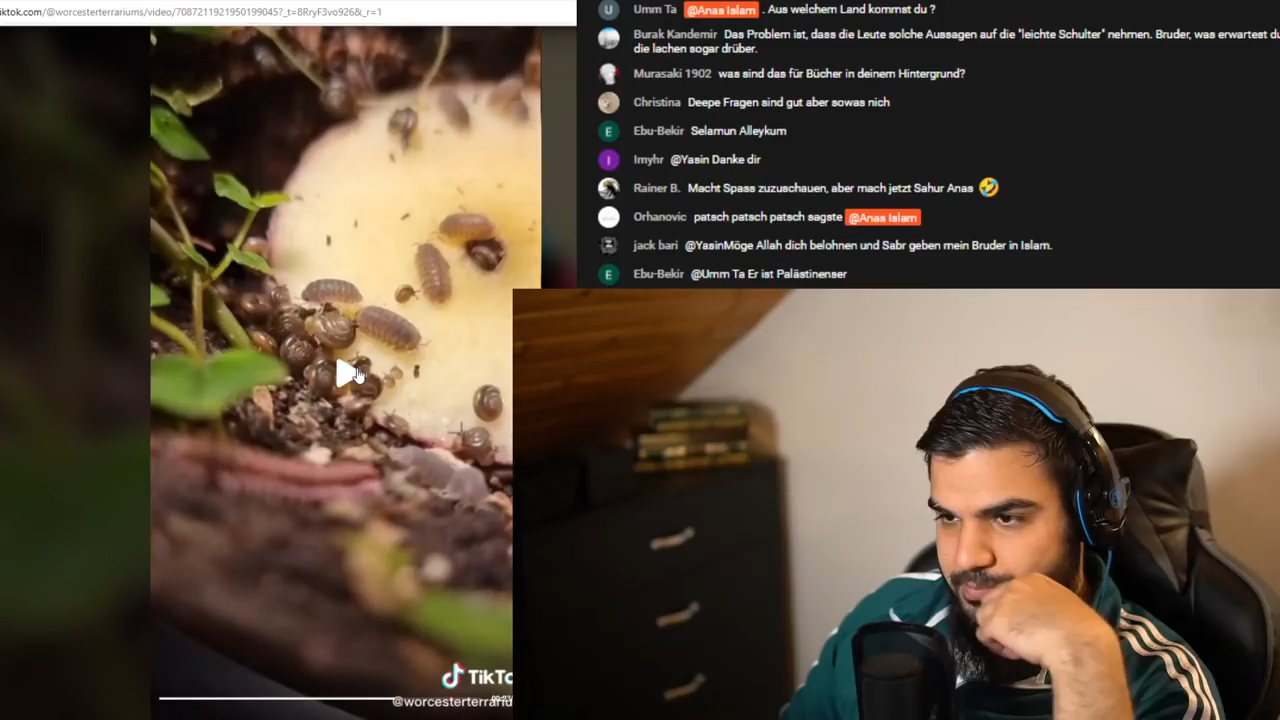 iktok.com/@worcesterterrariums/video/7087211921950199045?_t=8RryF3vo926&_r=1
U Umm Ta @Anas Islam . Aus welchem Land kommst du ?
Burak Kandemir Das Problem ist, dass die Leute solche Aussagen auf die "leichte Schulter" nehmen. Bruder, was erwartest du
die lachen sogar drüber.
Murasaki 1902 was sind das für Bücher in deinem Hintergrund?
Christina Deepe Fragen sind gut aber sowas nich
E Ebu-Bekir Selamun Alleykum
I Imyhr @Yasin Danke dir
Rainer B. Macht Spass zuzuschauen, aber mach jetzt Sahur Anas 🤣
Orhanovic patsch patsch patsch sagste @Anas Islam
jack bari @YasinMöge Allah dich belohnen und Sabr geben mein Bruder in Islam.
E Ebu-Bekir @Umm Ta Er ist Palästinenser
TikTo
@worcesterterrariu